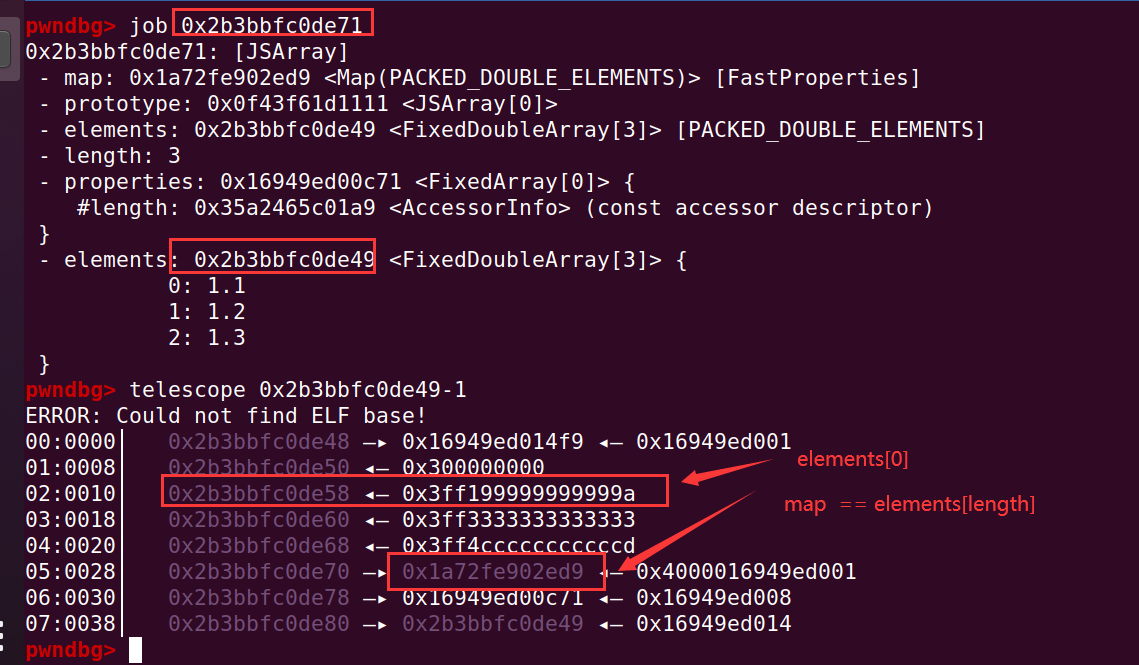 pwndbg> job 0x2b3bbfc0de71
0x2b3bbfc0de71: [JSArray]
- map: 0x1a72fe902ed9 <Map(PACKED_DOUBLE_ELEMENTS)> [FastProperties]
- prototype: 0x0f43f61d1111 <JSArray[0]>
- elements: 0x2b3bbfc0de49 <FixedDoubleArray[3]> [PACKED_DOUBLE_ELEMENTS]
- length: 3
- properties: 0x16949ed00c71 <FixedArray[0]> {
#length: 0x35a2465c01a9 <AccessorInfo> (const accessor descriptor)
}
- elements: 0x2b3bbfc0de49 <FixedDoubleArray[3]> {
0: 1.1
1: 1.2
2: 1.3
}
pwndbg> telescope 0x2b3bbfc0de49-1
ERROR: Could not find ELF base!
00:0000│ 0x2b3bbfc0de48 —▸ 0x16949ed014f9 ◂— 0x16949ed001
01:0008│ 0x2b3bbfc0de50 ◂— 0x300000000
elements[0]
02:0010│ 0x2b3bbfc0de58 ◂— 0x3ff199999999999a
map == elements[length]
03:0018│ 0x2b3bbfc0de60 ◂— 0x3ff3333333333333
04:0020│ 0x2b3bbfc0de68 ◂— 0x3ff4cccccccccccd
05:0028│ 0x2b3bbfc0de70 —▸ 0x1a72fe902ed9 ◂— 0x4000016949ed001
06:0030│ 0x2b3bbfc0de78 —▸ 0x16949ed00c71 ◂— 0x16949ed008
07:0038│ 0x2b3bbfc0de80 —▸ 0x2b3bbfc0de49 ◂— 0x16949ed014
pwndbg>